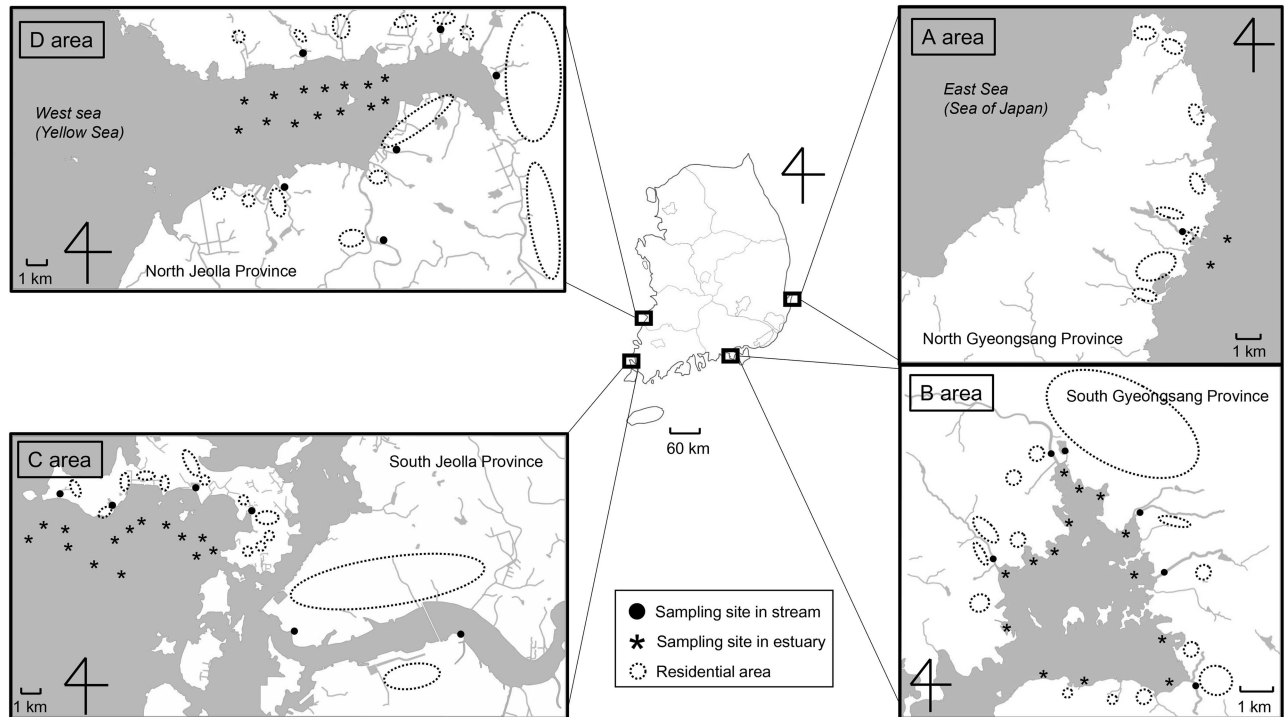 D area
West sea
(Yellow Sea)
North Jeolla Province
1 km
A area
East Sea
(Sea of Japan)
North Gyeongsang Province
1 km
60 km
C area
South Jeolla Province
1 km
B area
South Gyeongsang Province
1 km
Sampling site in stream
Sampling site in estuary
Residential area